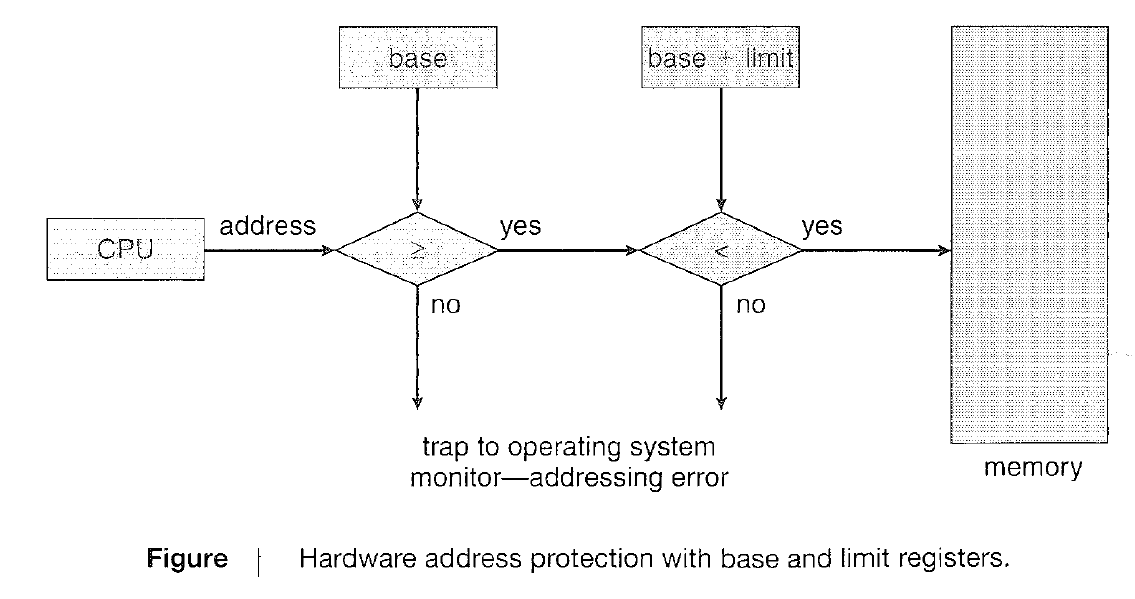 base
base + limit
CPU
address
≥
yes
<
yes
no
no
trap to operating system
monitor—addressing error
memory
Figure Hardware address protection with base and limit registers.